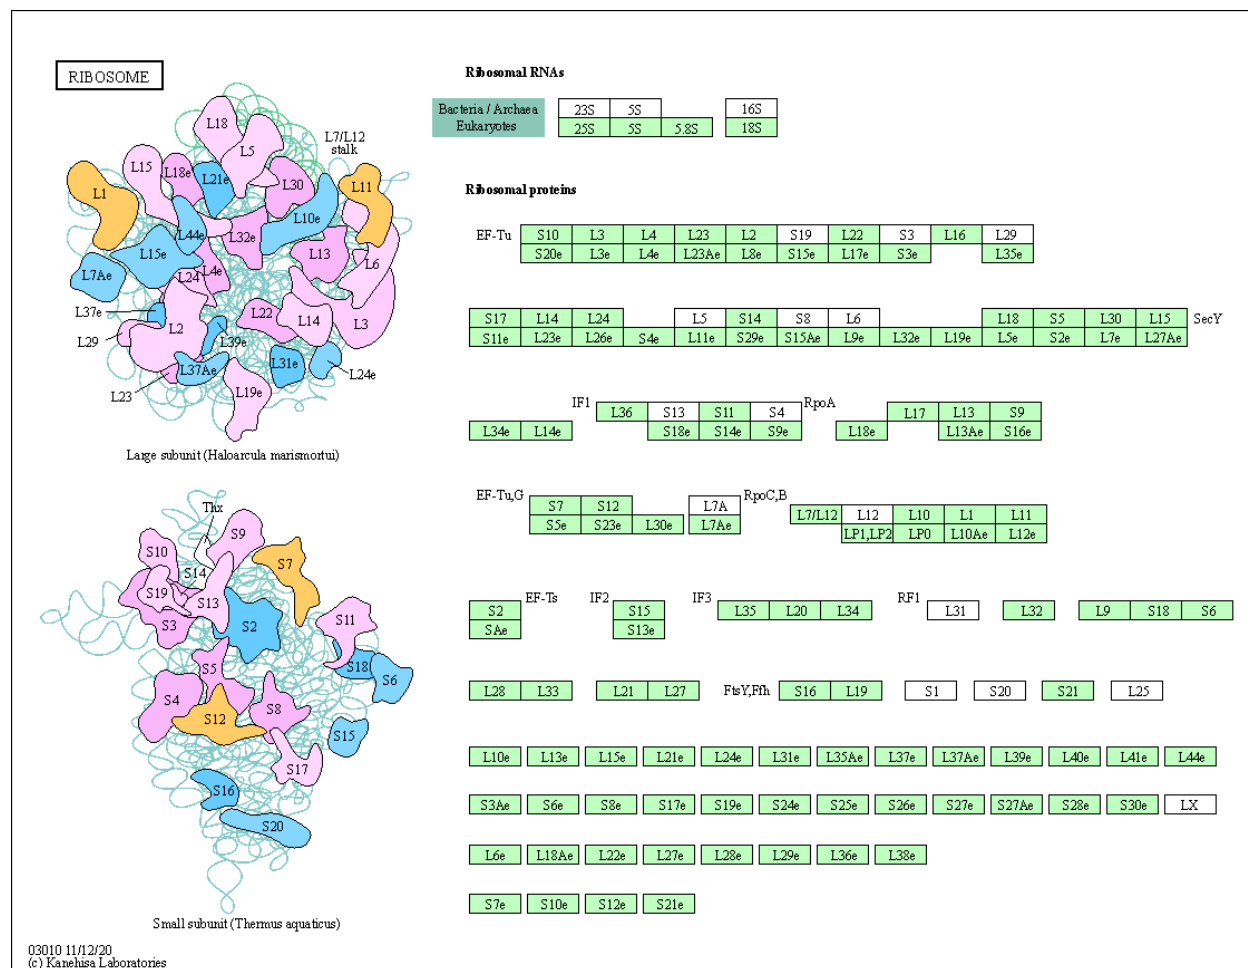 RIBOSOME
Ribosomal RNAs
Bacteria / Archaea
Eukaryotes
23S 5S 16S
25S 5S 5.8S 18S
Ribosomal proteins
EF-Tu
S10 L3 L4 L23 L2 S19 L22 S3 L16 L29
S20e L3e L4e L23Ae L8e S15e L17e S3e L35e
S17 L14 L24 L5 S14 S8 L6 L18 S5 L30 L15 SecY
S11e L23e L26e S4e L11e S29e S15Ae L9e L32e L19e L5e S2e L7e L27Ae
IF1 L36 S13 S11 S4 RpoA L17 L13 S9
L34e L14e S18e S14e S9e L18e L13Ae S16e
EF-Tu,G S7 S12 L7A RpoC,B L7/L12 L12 L10 L1 L11
S5e S23e L30e L7Ae LP1,LP2 LP0 L10Ae L12e
S2 EF-Ts IF2 S15 IF3 L35 L20 L34 RF1 L31 L32 L9 S18 S6
SAe S13e
L28 L33 L21 L27 FtsY,Ffh S16 L19 S1 S20 S21 L25
L10e L13e L15e L21e L24e L31e L35Ae L37e L37Ae L39e L40e L41e L44e
S3Ae S6e S8e S17e S19e S24e S25e S26e S27e S27Ae S28e S30e LX
L6e L18Ae L22e L27e L28e L29e L36e L38e
S7e S10e S12e S21e
L18
L5
L7/L12
stalk
L15
L18e
L21e
L30
L11
L1
L10e
L44e
L32e
L15e
L13
L6
L7Ae
L24
L4e
L37e
L2
L22
L14
L3
L29
L39e
L37Ae
L31e
L24e
L23
L19e
Large subunit (Haloarcula marismortui)
Thx
S9
S10
S14
S7
S19
S13
S3
S2
S11
S5
S18
S6
S4
S12
S8
S15
S17
S16
S20
Small subunit (Thermus aquaticus)
03010 11/12/20
(c) Kanehisa Laboratories